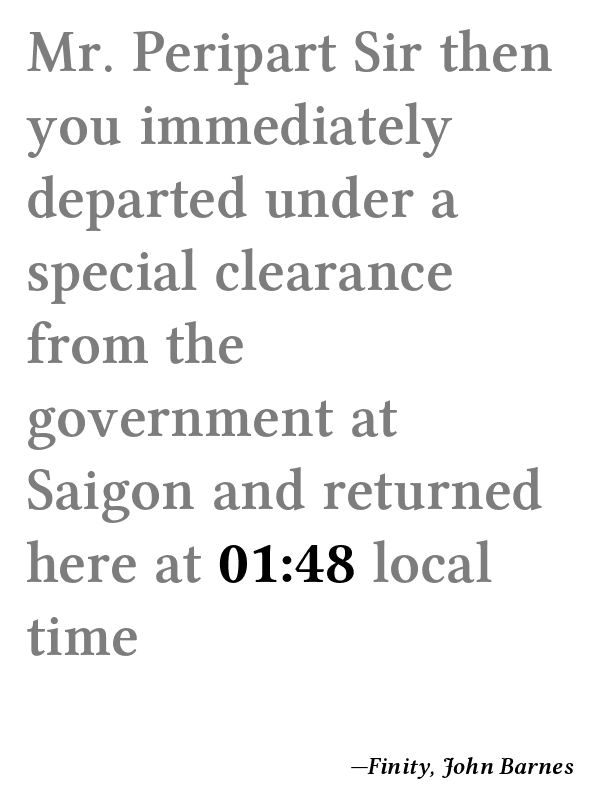 Mr. Peripart Sir then
you immediately
departed under a
special clearance
from the
government at
Saigon and returned
here at 01:48 local
time
—Finity, John Barnes